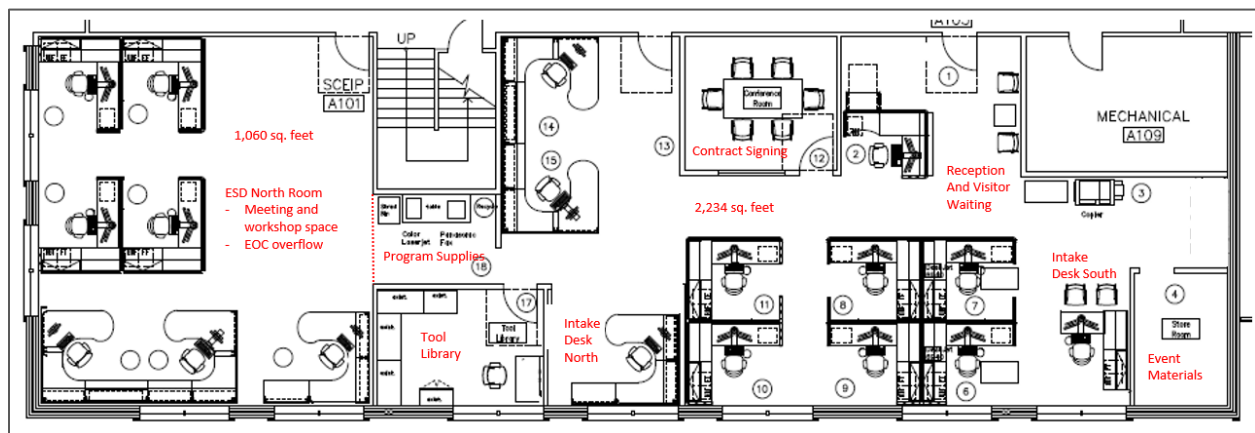 UP
SCEIP
A101
1,060 sq. feet
ESD North Room
- Meeting and
workshop space
- EOC overflow
14
15
13
Conference
Room
Contract Signing
12
1
2
MECHANICAL
A109
Reception
And Visitor
Waiting
3
Copier
2,234 sq. feet
Color
Laserjet
Panasonic
Fax
Program Supplies
18
17
Tool
Library
Tool
Library
Intake
Desk
North
11
8
7
10
9
6
Intake
Desk South
4
Store
Room
Event
Materials